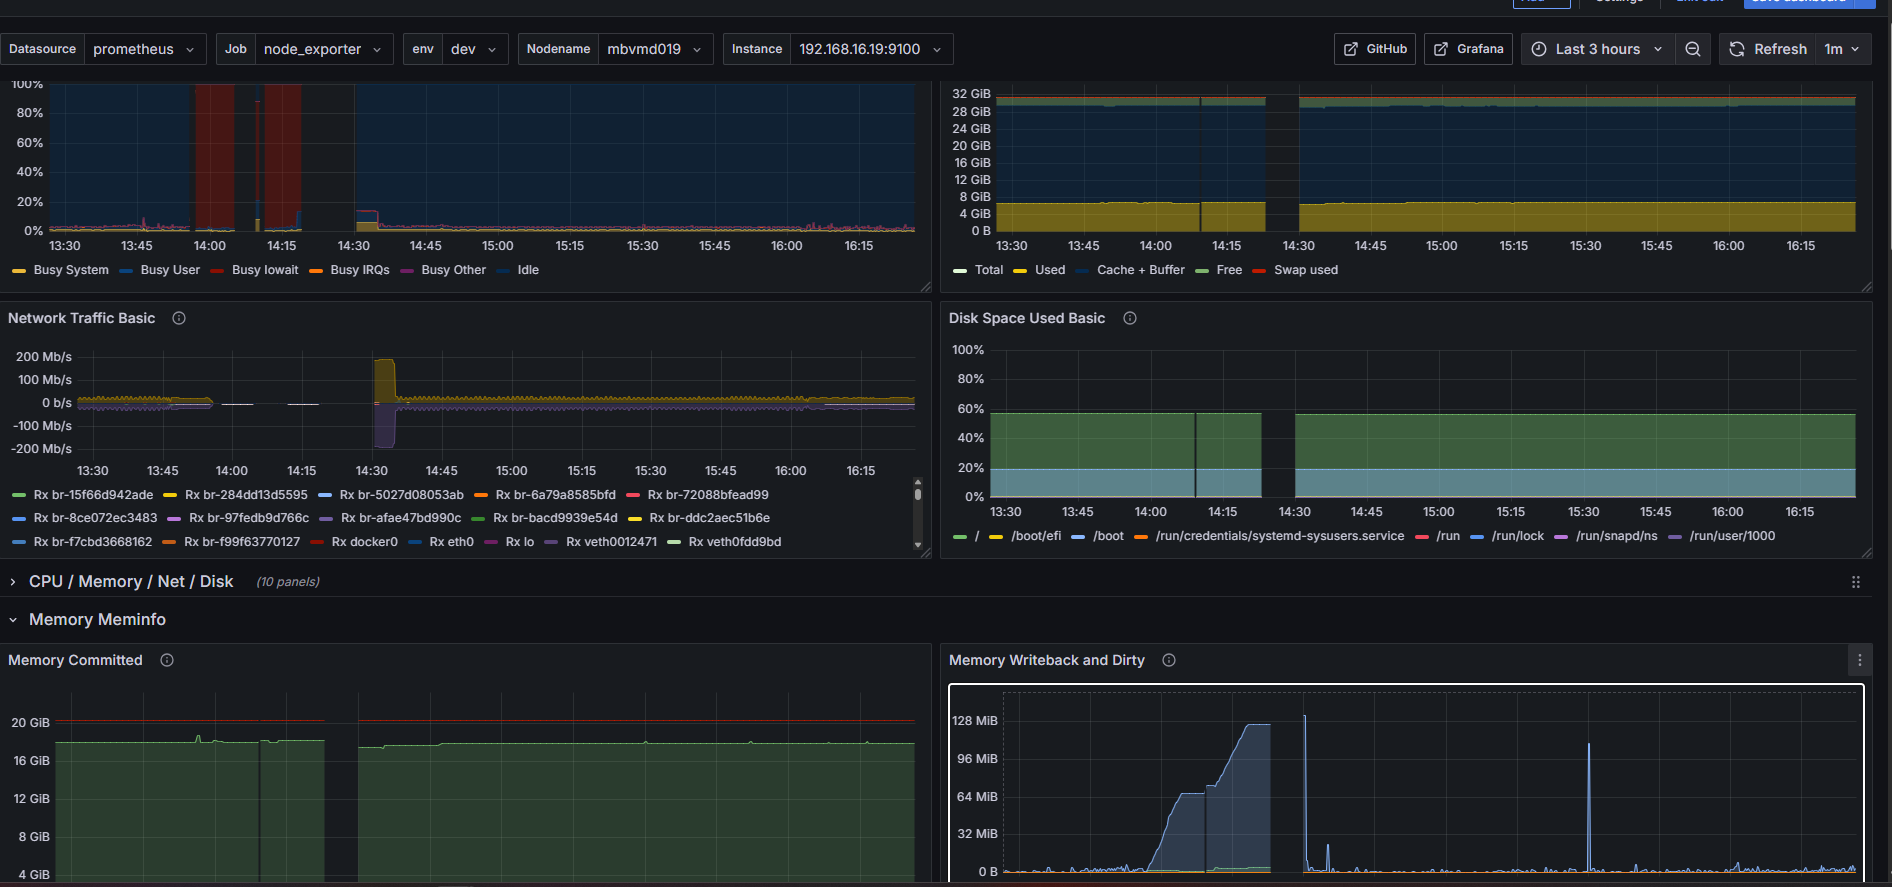 Datasource prometheus Job node_exporter env dev Nodename mbvmd019 Instance 192.168.16.19:9100 GitHub Grafana Last 3 hours Refresh 1m
100%
80%
60%
40%
20%
0%
13:30 13:45 14:00 14:15 14:30 14:45 15:00 15:15 15:30 15:45 16:00 16:15
Busy System Busy User Busy Iowait Busy IRQs Busy Other Idle
32 GiB
28 GiB
24 GiB
20 GiB
16 GiB
12 GiB
8 GiB
4 GiB
0 B
13:30 13:45 14:00 14:15 14:30 14:45 15:00 15:15 15:30 15:45 16:00 16:15
Total Used Cache + Buffer Free Swap used
Network Traffic Basic
200 Mb/s
100 Mb/s
0 b/s
-100 Mb/s
-200 Mb/s
13:30 13:45 14:00 14:15 14:30 14:45 15:00 15:15 15:30 15:45 16:00 16:15
Rx br-15f66d942ade Rx br-284dd13d5595 Rx br-5027d08053ab Rx br-6a79a8585bfd Rx br-72088bfead99
Rx br-8ce072ec3483 Rx br-97fedb9d766c Rx br-afae47bd990c Rx br-bacd9939e54d Rx br-ddc2aec51b6e
Rx br-f7cbd3668162 Rx br-f99f63770127 Rx docker0 Rx eth0 Rx lo Rx veth0012471 Rx veth0fdd9bd
Disk Space Used Basic
100%
80%
60%
40%
20%
0%
13:30 13:45 14:00 14:15 14:30 14:45 15:00 15:15 15:30 15:45 16:00 16:15
/ /boot/efi /boot /run/credentials/systemd-sysusers.service /run /run/lock /run/snapd/ns /run/user/1000
CPU / Memory / Net / Disk (10 panels)
Memory Meminfo
Memory Committed
20 GiB
16 GiB
12 GiB
8 GiB
4 GiB
Memory Writeback and Dirty
128 MiB
96 MiB
64 MiB
32 MiB
0 B